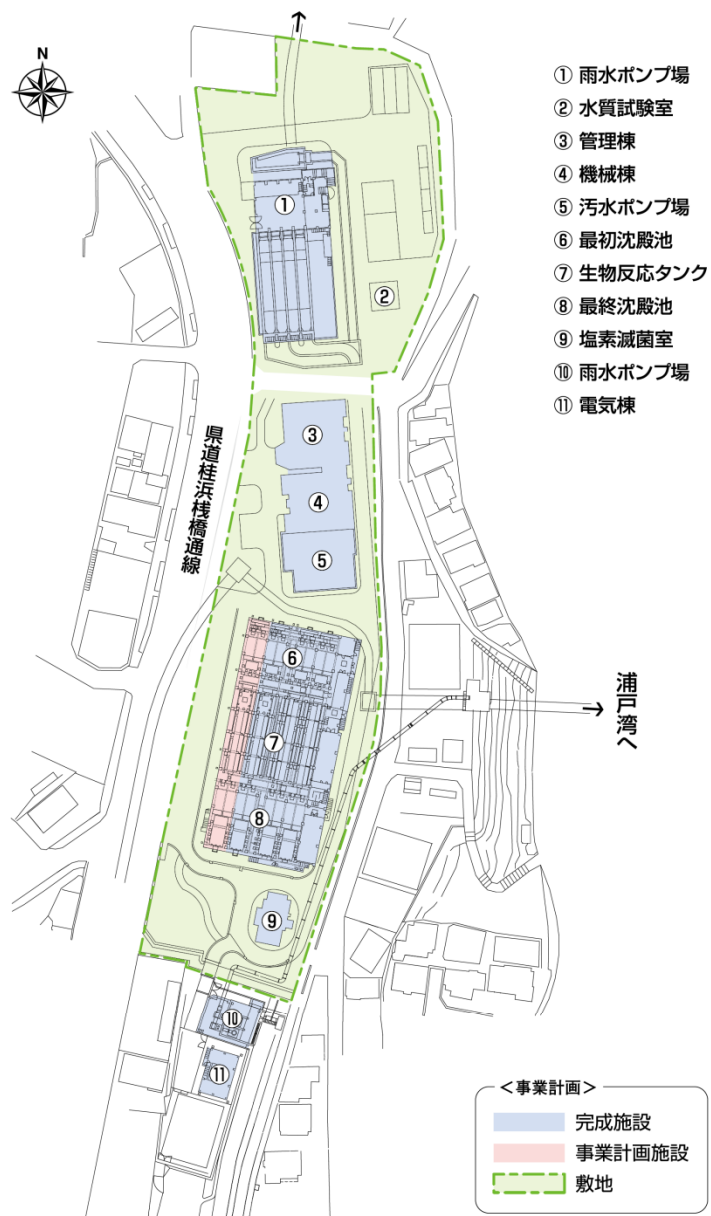 N
① 雨水ポンプ場
② 水質試験室
③ 管理棟
④ 機械棟
⑤ 汚水ポンプ場
⑥ 最初沈殿池
⑦ 生物反応タンク
⑧ 最終沈殿池
⑨ 塩素滅菌室
⑩ 雨水ポンプ場
⑪ 電気棟
①
②
③
④
⑤
⑥
⑦
⑧
⑨
⑩
⑪
県道桂浜桟橋通線
浦戸湾へ
＜事業計画＞
完成施設
事業計画施設
敷地